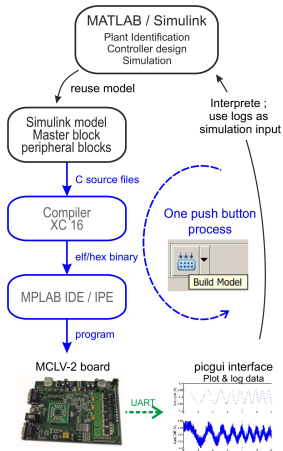 MATLAB / Simulink
Plant Identification
Controller design
Simulation
reuse model
Interprete ;
use logs as
simulation input
Simulink model
Master block
peripheral blocks
C source files
Compiler
XC 16
One push button
process
Build Model
elf/hex binary
MPLAB IDE / IPE
program
MCLV-2 board
picgui interface
Plot & log data
UART